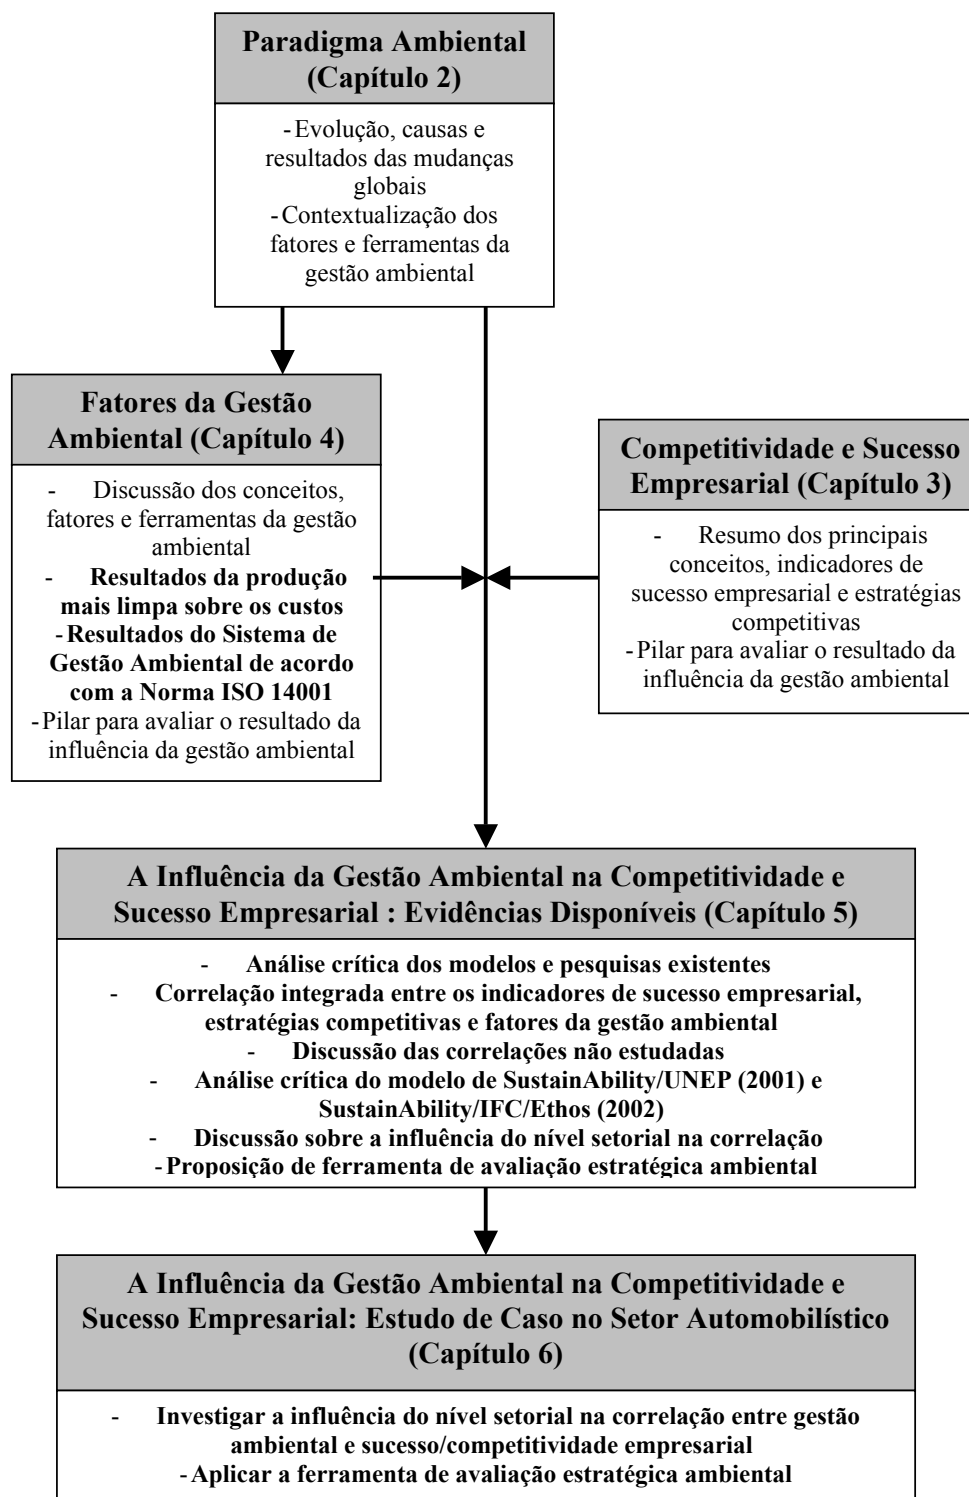 Paradigma Ambiental
(Capítulo 2)
-Evolução, causas e
resultados das mudanças
globais
-Contextualização dos
fatores e ferramentas da
gestão ambiental
Fatores da Gestão
Ambiental (Capítulo 4)
- Discussão dos conceitos,
fatores e ferramentas da gestão
ambiental
- Resultados da produção
mais limpa sobre os custos
-Resultados do Sistema de
Gestão Ambiental de acordo
com a Norma ISO 14001
-Pilar para avaliar o resultado da
influência da gestão ambiental
Competitividade e Sucesso
Empresarial (Capítulo 3)
- Resumo dos principais
conceitos, indicadores de
sucesso empresarial e estratégias
competitivas
-Pilar para avaliar o resultado da
influência da gestão ambiental
A Influência da Gestão Ambiental na Competitividade e
Sucesso Empresarial : Evidências Disponíveis (Capítulo 5)
- Análise crítica dos modelos e pesquisas existentes
- Correlação integrada entre os indicadores de sucesso empresarial,
estratégias competitivas e fatores da gestão ambiental
- Discussão das correlações não estudadas
- Análise crítica do modelo de SustainAbility/UNEP (2001) e
SustainAbility/IFC/Ethos (2002)
- Discussão sobre a influência do nível setorial na correlação
-Proposição de ferramenta de avaliação estratégica ambiental
A Influência da Gestão Ambiental na Competitividade e
Sucesso Empresarial: Estudo de Caso no Setor Automobilístico
(Capítulo 6)
- Investigar a influência do nível setorial na correlação entre gestão
ambiental e sucesso/competitividade empresarial
-Aplicar a ferramenta de avaliação estratégica ambiental